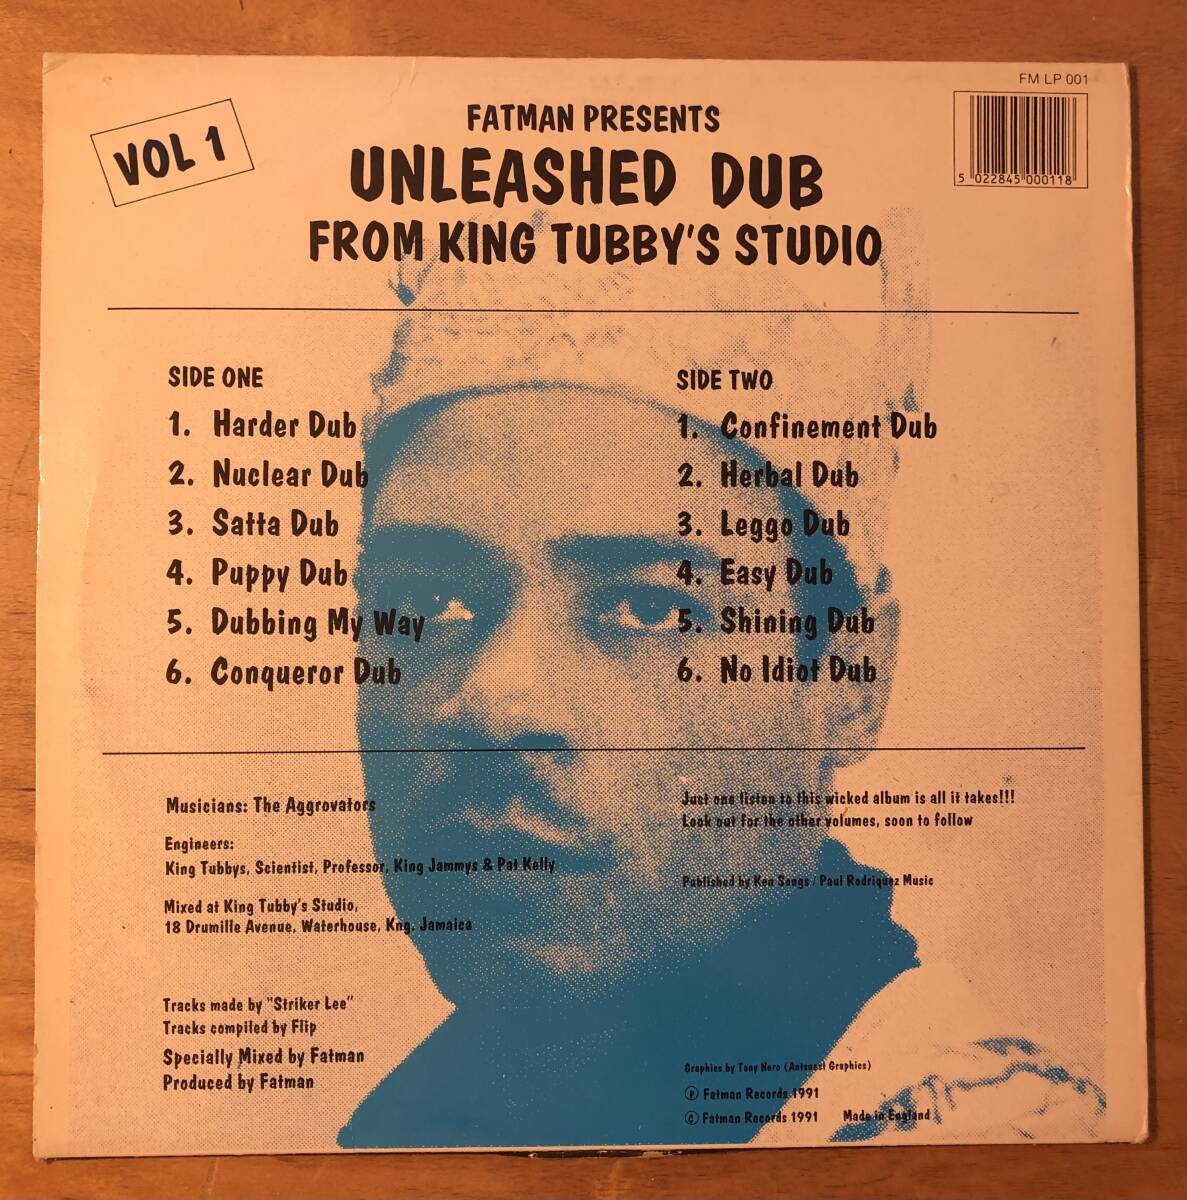 FM LP 001
VOL 1
FATMAN PRESENTS
UNLEASHED DUB
FROM KING TUBBY'S STUDIO
5 022845 000118
SIDE ONE
1. Harder Dub
2. Nuclear Dub
3. Satta Dub
4. Puppy Dub
5. Dubbing My Way
6. Conqueror Dub
SIDE TWO
1. Confinement Dub
2. Herbal Dub
3. Leggo Dub
4. Easy Dub
5. Shining Dub
6. No Idiot Dub
Musicians: The Aggrovators
Engineers:
King Tubbys, Scientist, Professor, King Jammys & Pat Kelly
Mixed at King Tubby's Studio,
18 Drumille Avenue, Waterhouse, Kng. Jamaica
Tracks made by "Striker Lee"
Tracks compiled by Flip
Specially Mixed by Fatman
Produced by Fatman
Just one listen to this wicked album is all it takes!!!
Look out for the other volumes, soon to follow
Published by Ken Songs / Paul Rodriquez Music
Graphics by Tony Nero (Graphics)
Ⓟ Fatman Records 1991
© Fatman Records 1991 Made in England